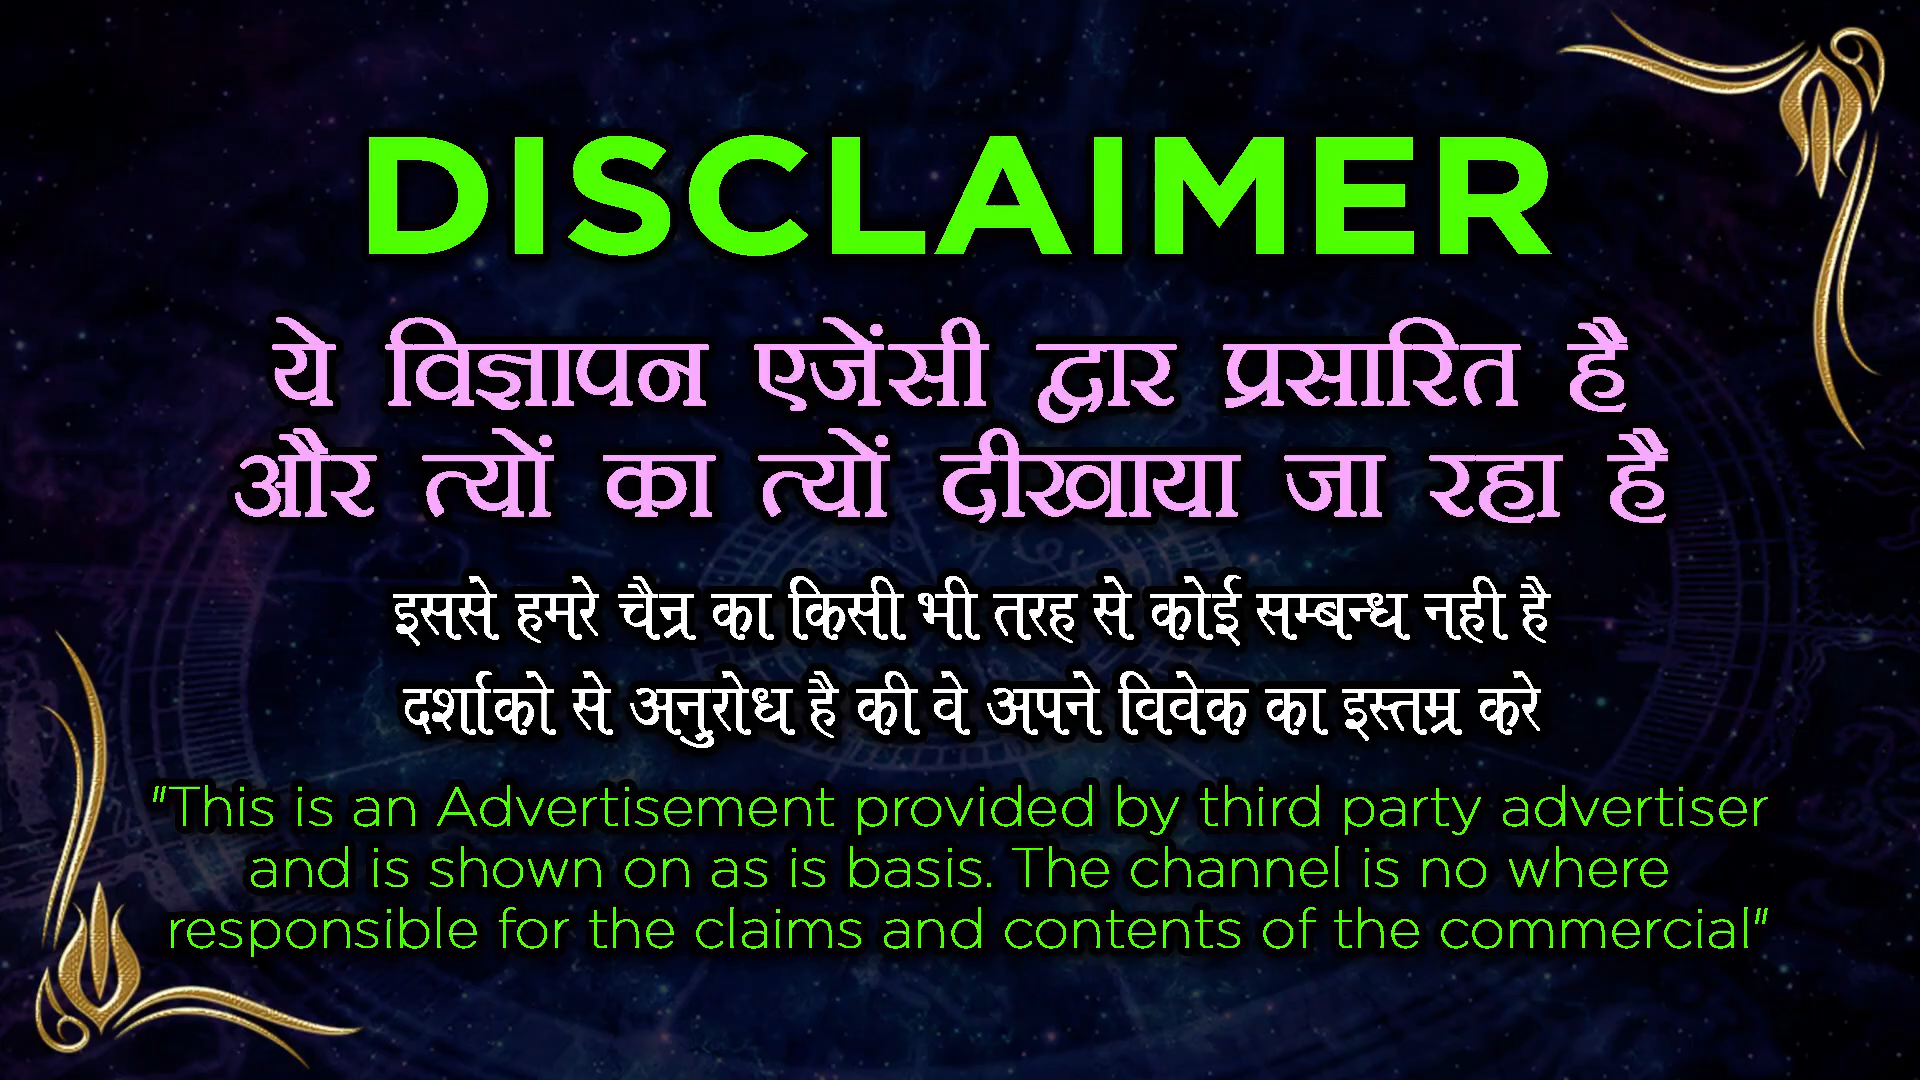 DISCLAIMER
ये विज्ञापन एजेंसी द्वार प्रसारित है
और त्यों का त्यों दीखाया जा रहा है
इससे हमरे चैन्र का किसी भी तरह से कोई सम्बन्ध नही है
दर्शाको से अनुरोध है की वे अपने विवेक का इस्तम्र करे
"This is an Advertisement provided by third party advertiser
and is shown on as is basis. The channel is no where
responsible for the claims and contents of the commercial"